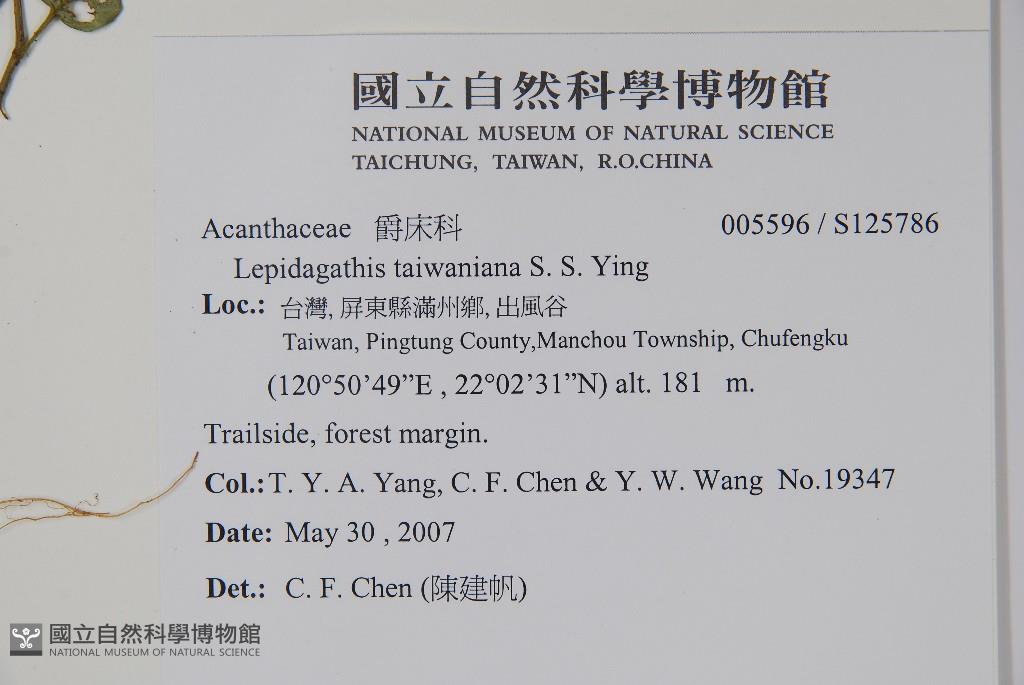 國立自然科學博物館
NATIONAL MUSEUM OF NATURAL SCIENCE
TAICHUNG, TAIWAN, R.O.CHINA
Acanthaceae 爵床科 005596 / S125786
Lepidagathis taiwaniana S. S. Ying
Loc.: 台灣, 屏東縣滿州鄉, 出風谷
Taiwan, Pingtung County,Manchou Township, Chufengku
(120°50’49”E , 22°02’31”N) alt. 181 m.
Trailside, forest margin.
Col.: T. Y. A. Yang, C. F. Chen & Y. W. Wang No.19347
Date: May 30 , 2007
Det.: C. F. Chen (陳建帆)
國立自然科學博物館
NATIONAL MUSEUM OF NATURAL SCIENCE